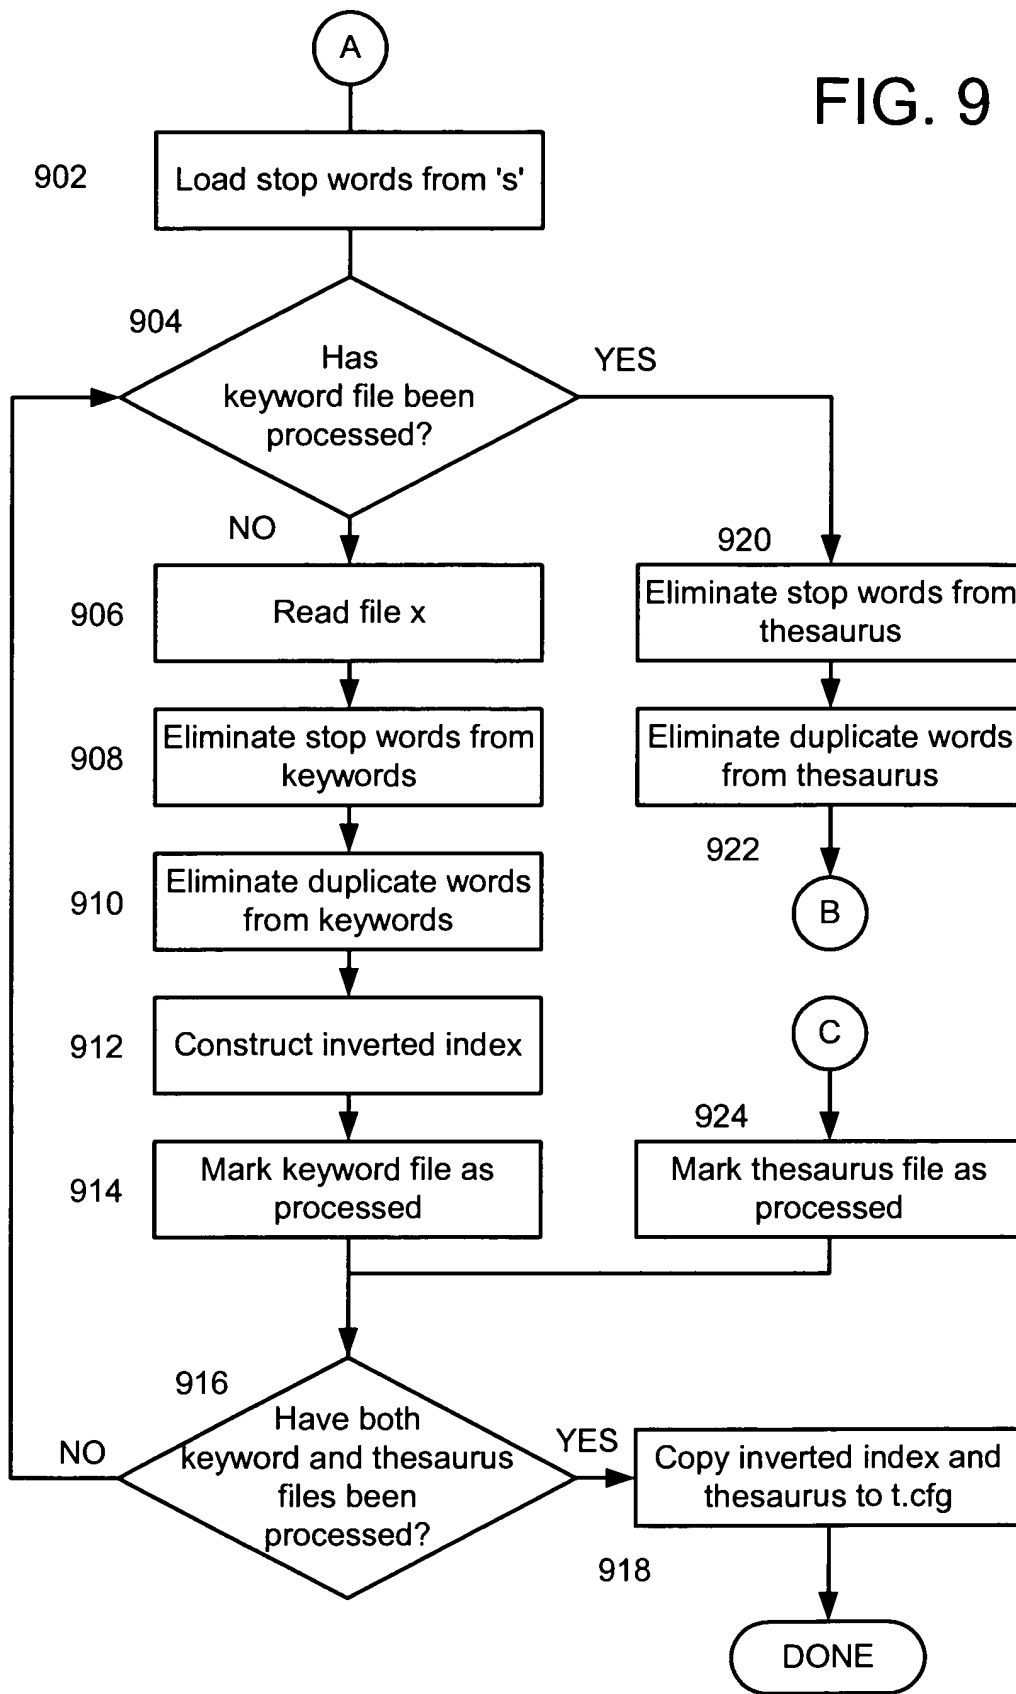 A
FIG. 9
902
Load stop words from 's'
904
Has
keyword file been
processed?
YES
NO
920
906
Read file x
Eliminate stop words from
thesaurus
908
Eliminate stop words from
keywords
Eliminate duplicate words
from thesaurus
922
910
Eliminate duplicate words
from keywords
B
912
Construct inverted index
C
924
914
Mark keyword file as
processed
Mark thesaurus file as
processed
916
Have both
keyword and thesaurus
files been
processed?
NO
YES
Copy inverted index and
thesaurus to t.cfg
918
DONE